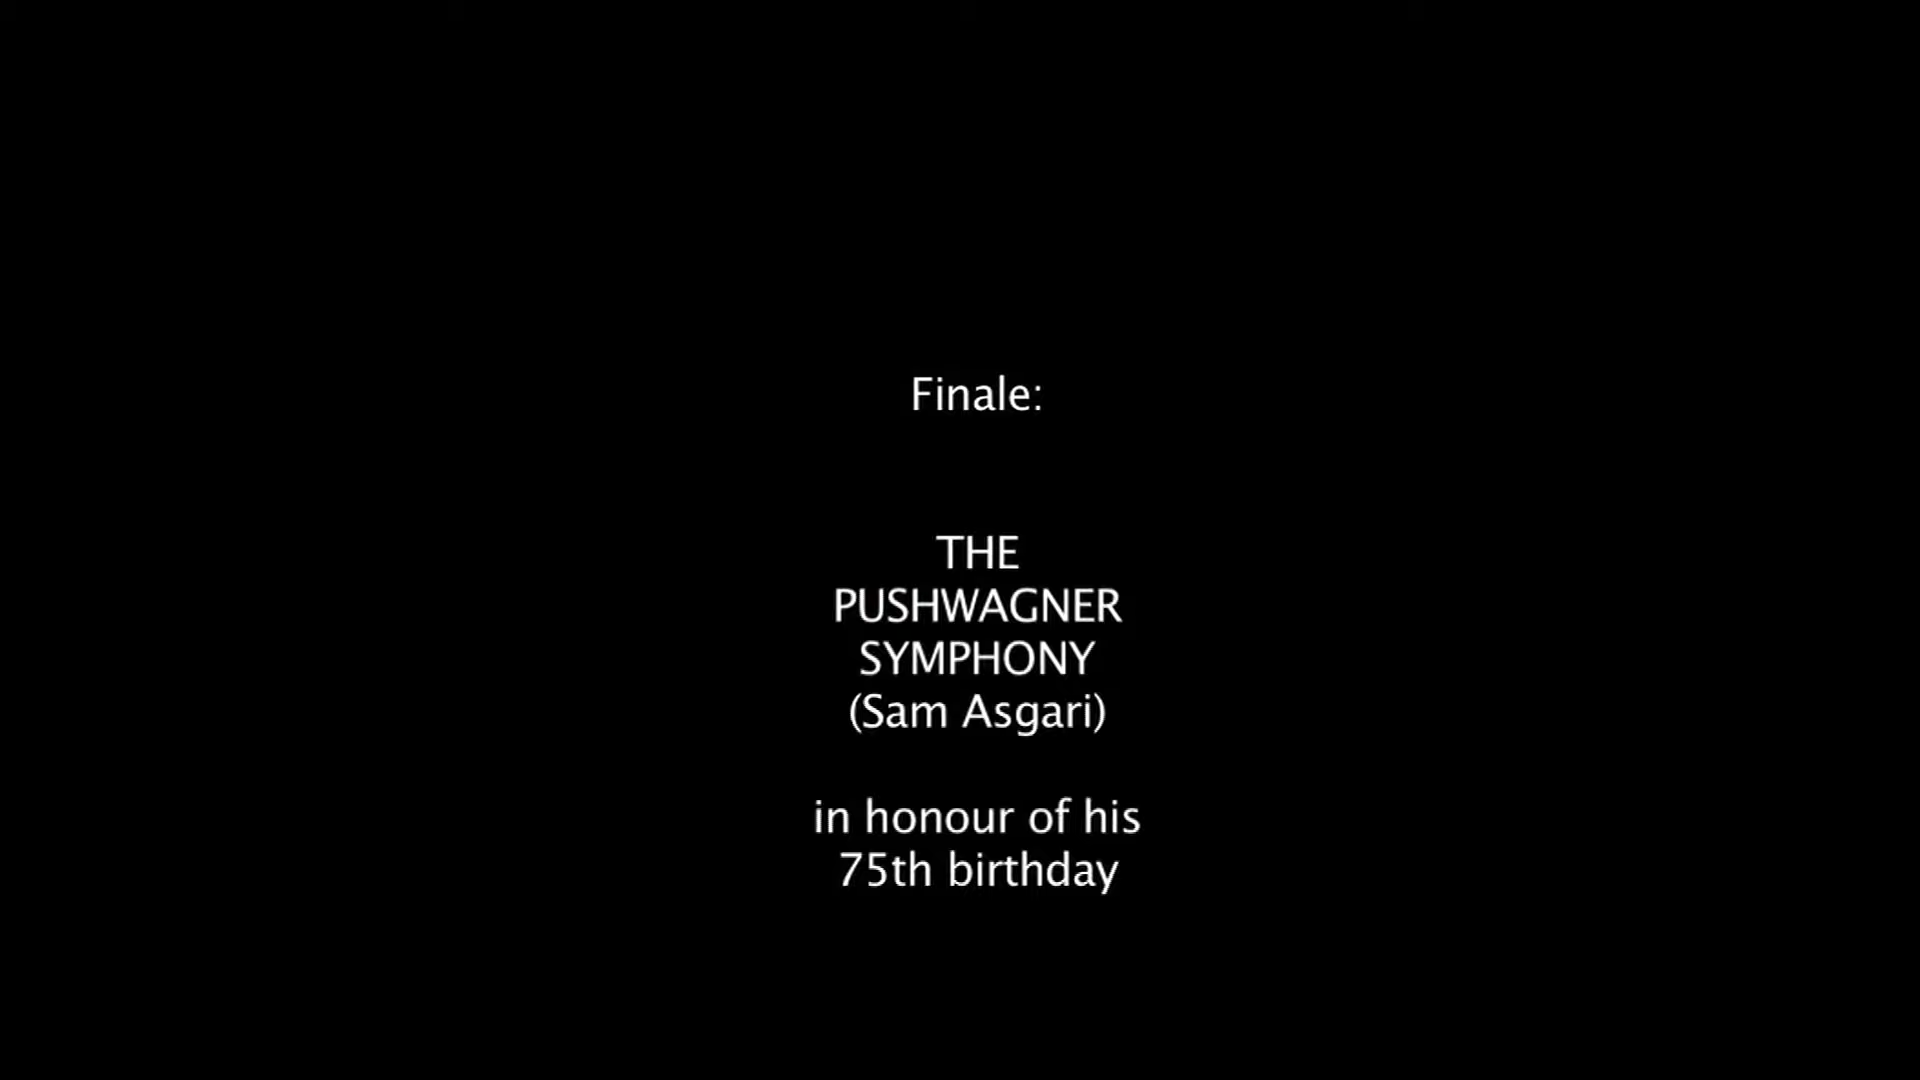 Finale:
THE
PUSHWAGNER
SYMPHONY
(Sam Asgari)
in honour of his
75th birthday